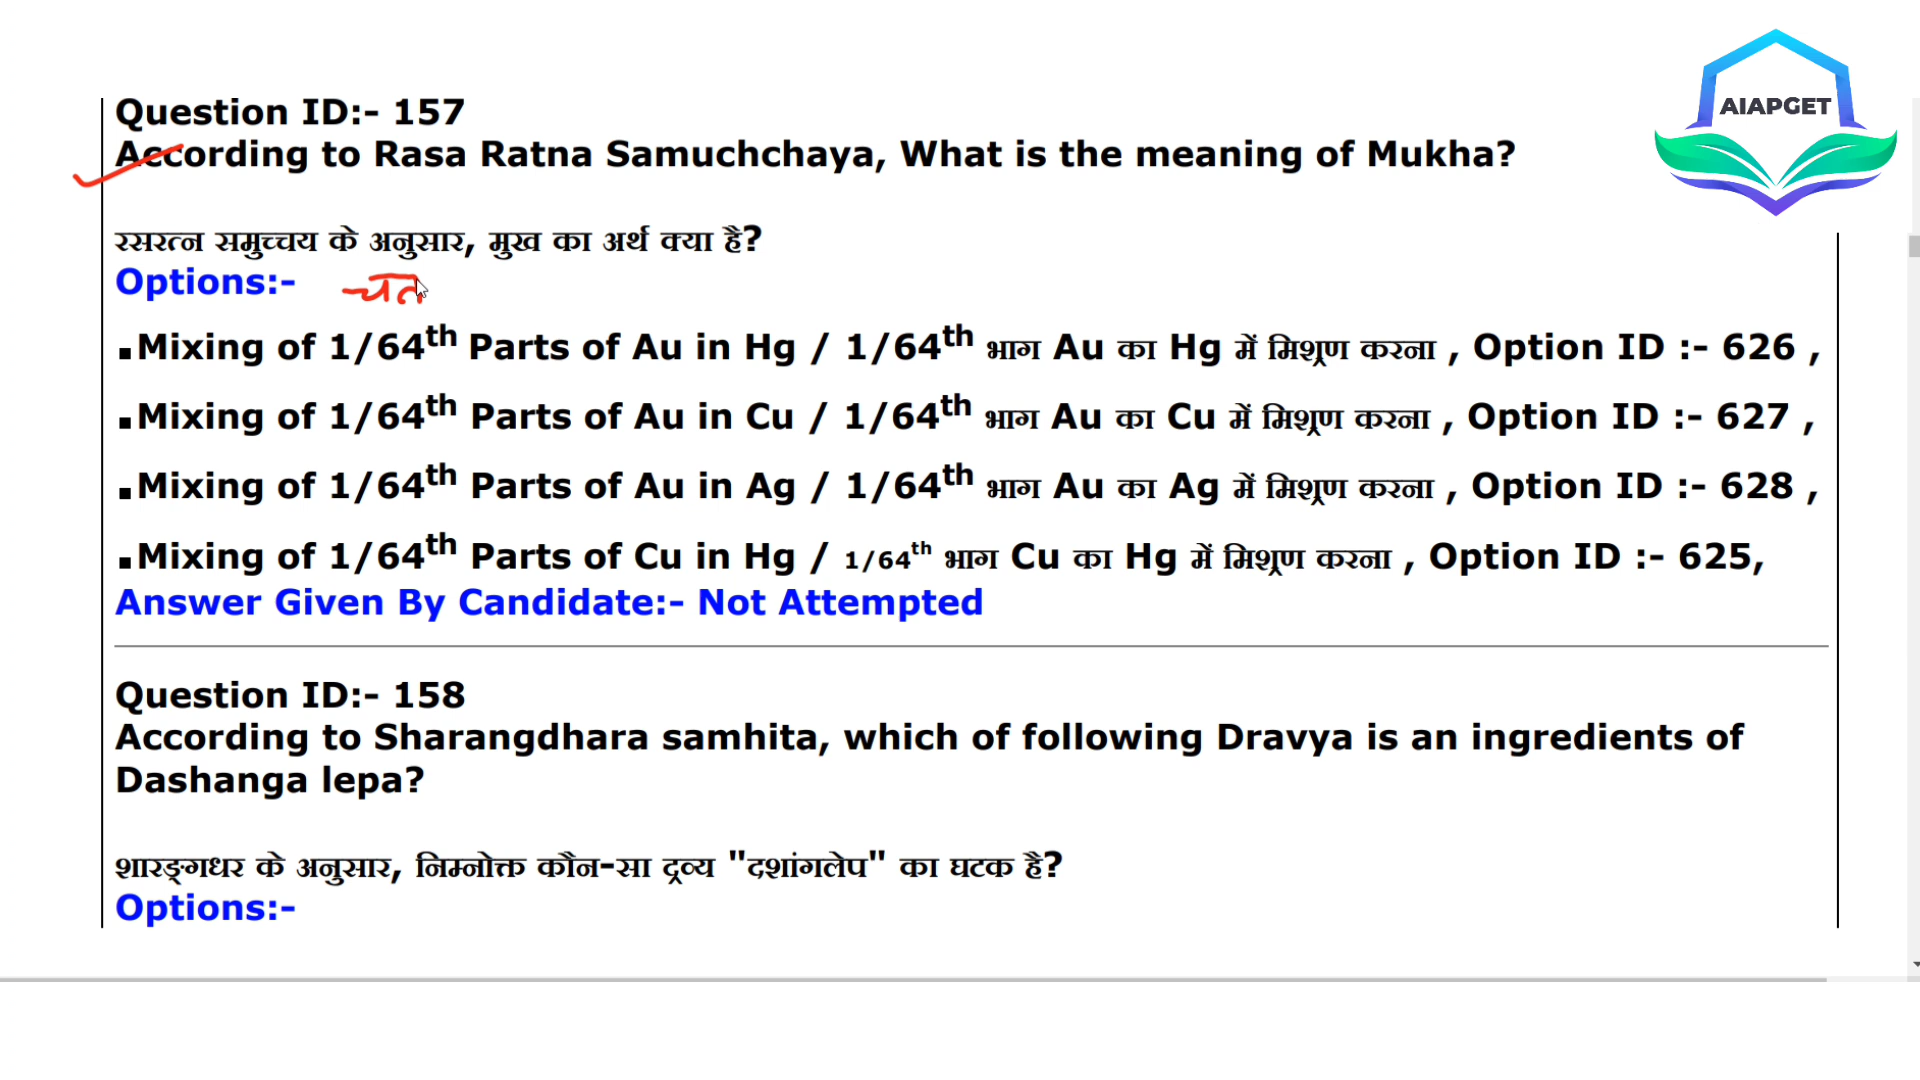 AIAPGET
Question ID:- 157
According to Rasa Ratna Samuchchaya, What is the meaning of Mukha?
रसरत्न समुच्चय के अनुसार, मुख का अर्थ क्या है?
Options:- चत
▪Mixing of 1/64th Parts of Au in Hg / 1/64th भाग Au का Hg में मिश्रण करना , Option ID :- 626 ,
▪Mixing of 1/64th Parts of Au in Cu / 1/64th भाग Au का Cu में मिश्रण करना , Option ID :- 627 ,
▪Mixing of 1/64th Parts of Au in Ag / 1/64th भाग Au का Ag में मिश्रण करना , Option ID :- 628 ,
▪Mixing of 1/64th Parts of Cu in Hg / 1/64th भाग Cu का Hg में मिश्रण करना , Option ID :- 625,
Answer Given By Candidate:- Not Attempted
Question ID:- 158
According to Sharangdhara samhita, which of following Dravya is an ingredients of
Dashanga lepa?
शारङ्गधर के अनुसार, निम्नोक्त कौन-सा द्रव्य "दशांगलेप" का घटक है?
Options:-